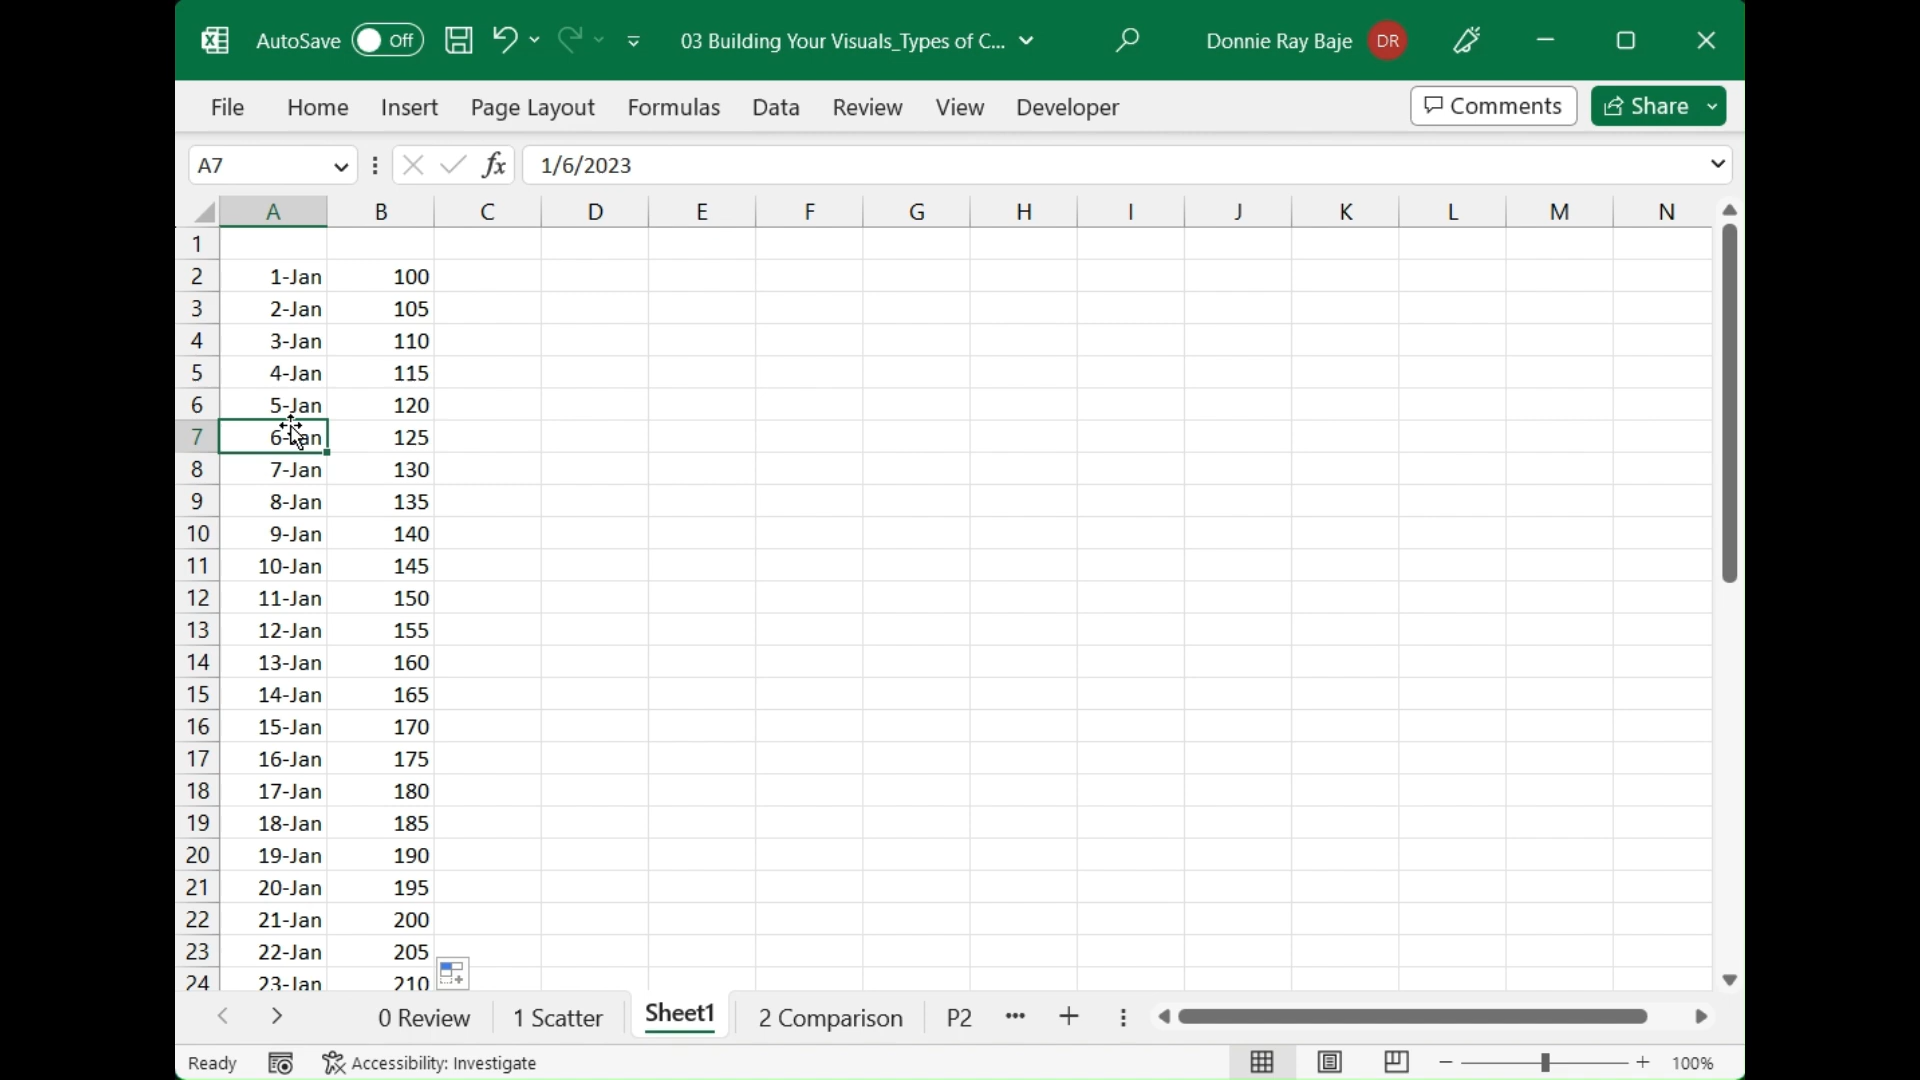 AutoSave Off 03 Building Your Visuals_Types of C... Donnie Ray Baje DR
File Home Insert Page Layout Formulas Data Review View Developer Comments Share
A7 fx 1/6/2023
A B C D E F G H I J K L M N
1
2 1-Jan 100
3 2-Jan 105
4 3-Jan 110
5 4-Jan 115
6 5-Jan 120
7 6-Jan 125
8 7-Jan 130
9 8-Jan 135
10 9-Jan 140
11 10-Jan 145
12 11-Jan 150
13 12-Jan 155
14 13-Jan 160
15 14-Jan 165
16 15-Jan 170
17 16-Jan 175
18 17-Jan 180
19 18-Jan 185
20 19-Jan 190
21 20-Jan 195
22 21-Jan 200
23 22-Jan 205
24 23-Jan 210
0 Review 1 Scatter Sheet1 2 Comparison P2 ...
Ready Accessibility: Investigate 100%